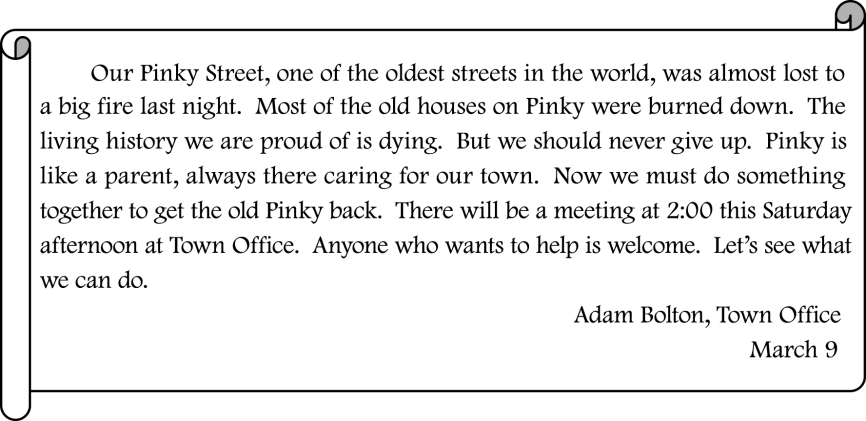 Our Pinky Street, one of the oldest streets in the world, was almost lost to
a big fire last night. Most of the old houses on Pinky were burned down. The
living history we are proud of is dying. But we should never give up. Pinky is
like a parent, always there caring for our town. Now we must do something
together to get the old Pinky back. There will be a meeting at 2:00 this Saturday
afternoon at Town Office. Anyone who wants to help is welcome. Let's see what
we can do.
Adam Bolton, Town Office
March 9